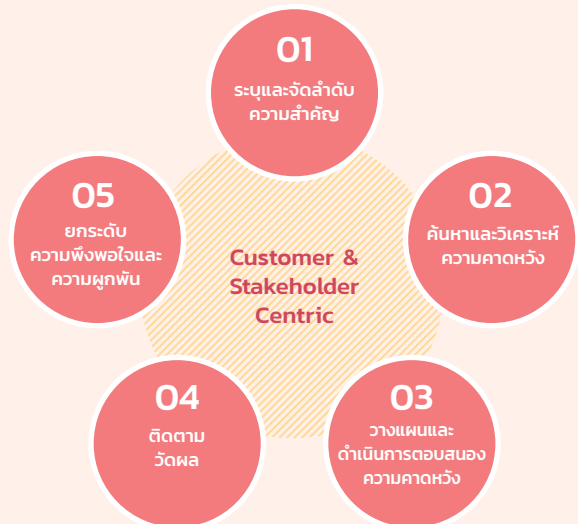 01
ระบุและจัดลำดับ
ความสำคัญ
02
ค้นหาและวิเคราะห์
ความคาดหวัง
03
วางแผนและ
ดำเนินการตอบสนอง
ความคาดหวัง
04
ติดตาม
วัดผล
05
ยกระดับ
ความพึงพอใจและ
ความผูกพัน
Customer &
Stakeholder
Centric